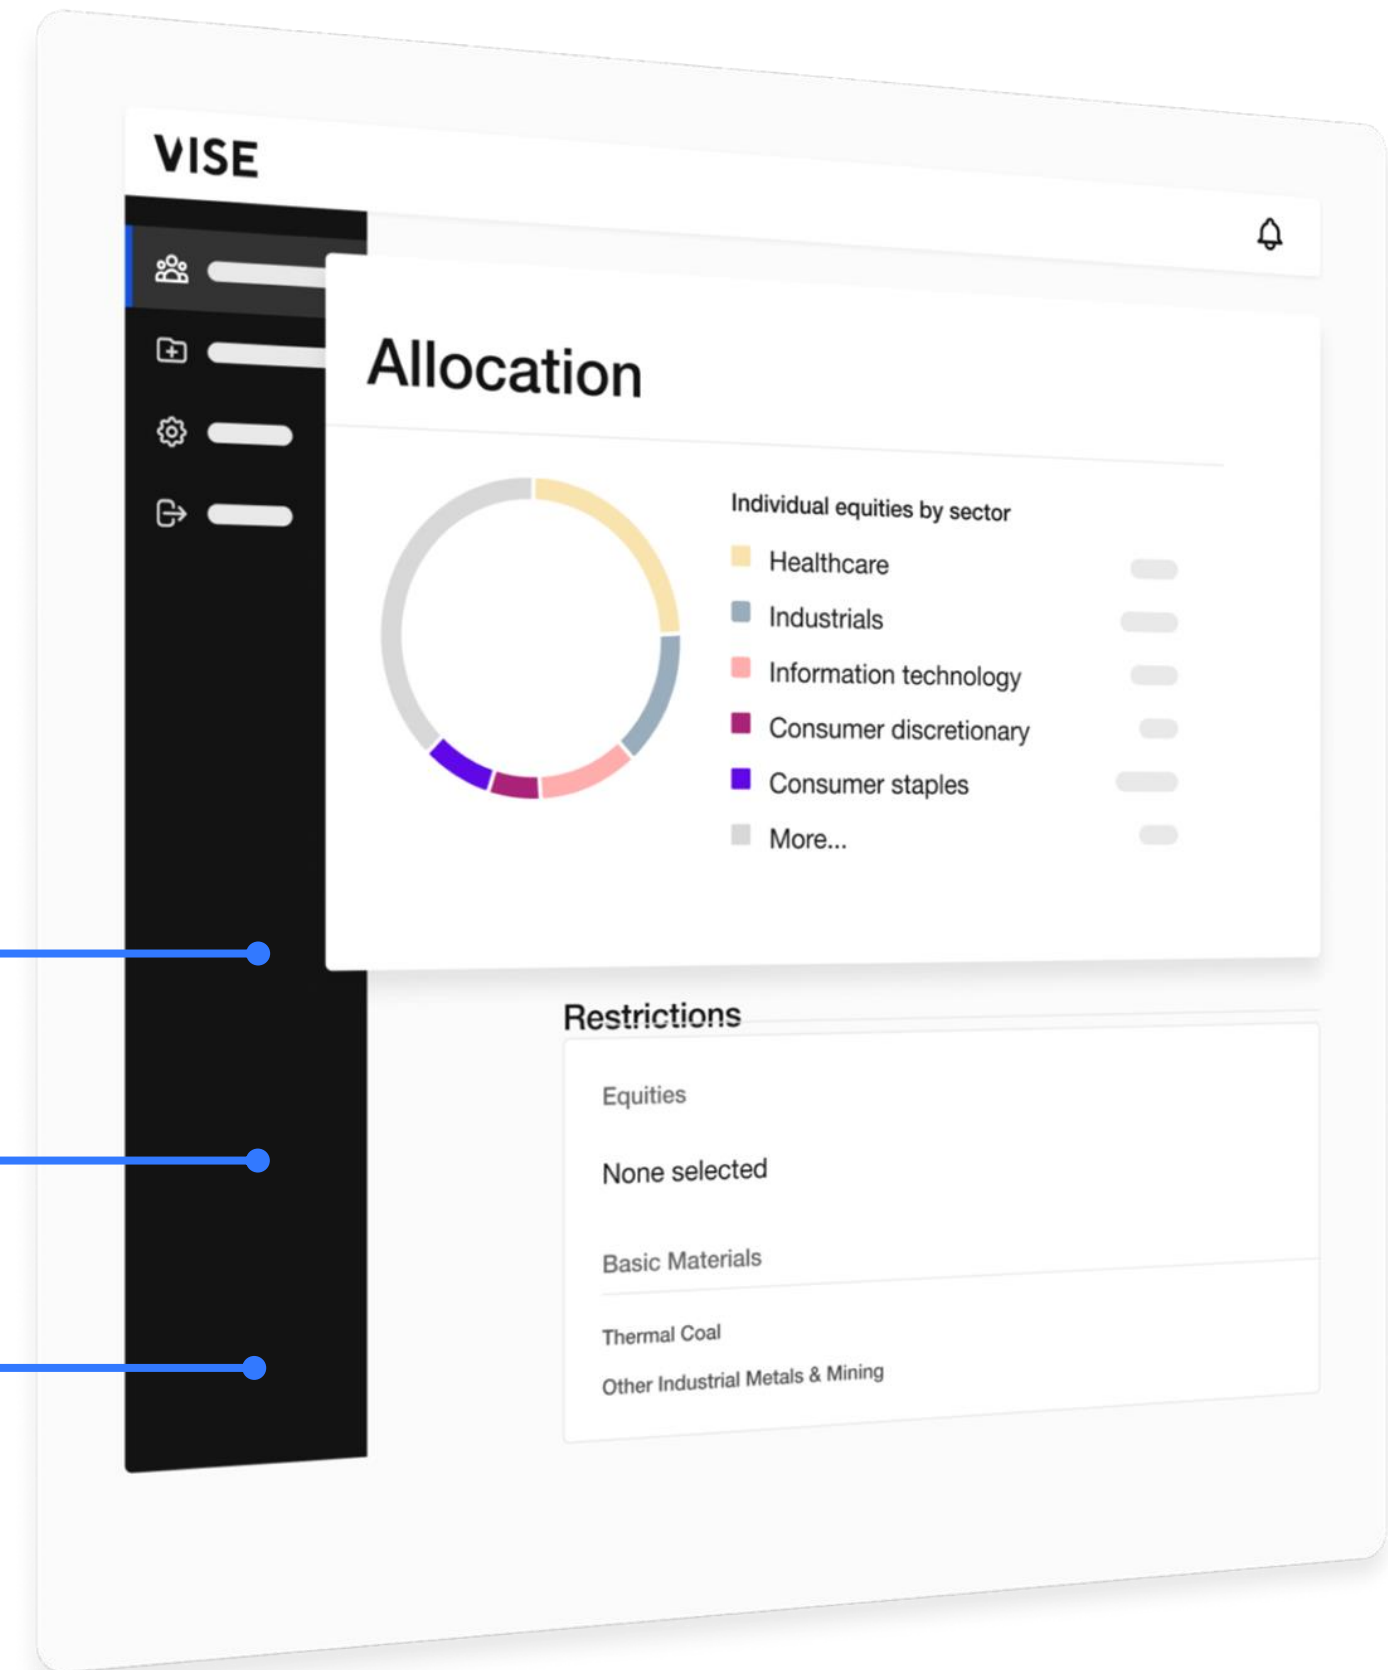 VISE
Allocation
Individual equities by sector
Healthcare
Industrials
Information technology
Consumer discretionary
Consumer staples
More...
Restrictions
Equities
None selected
Basic Materials
Thermal Coal
Other Industrial Metals & Mining